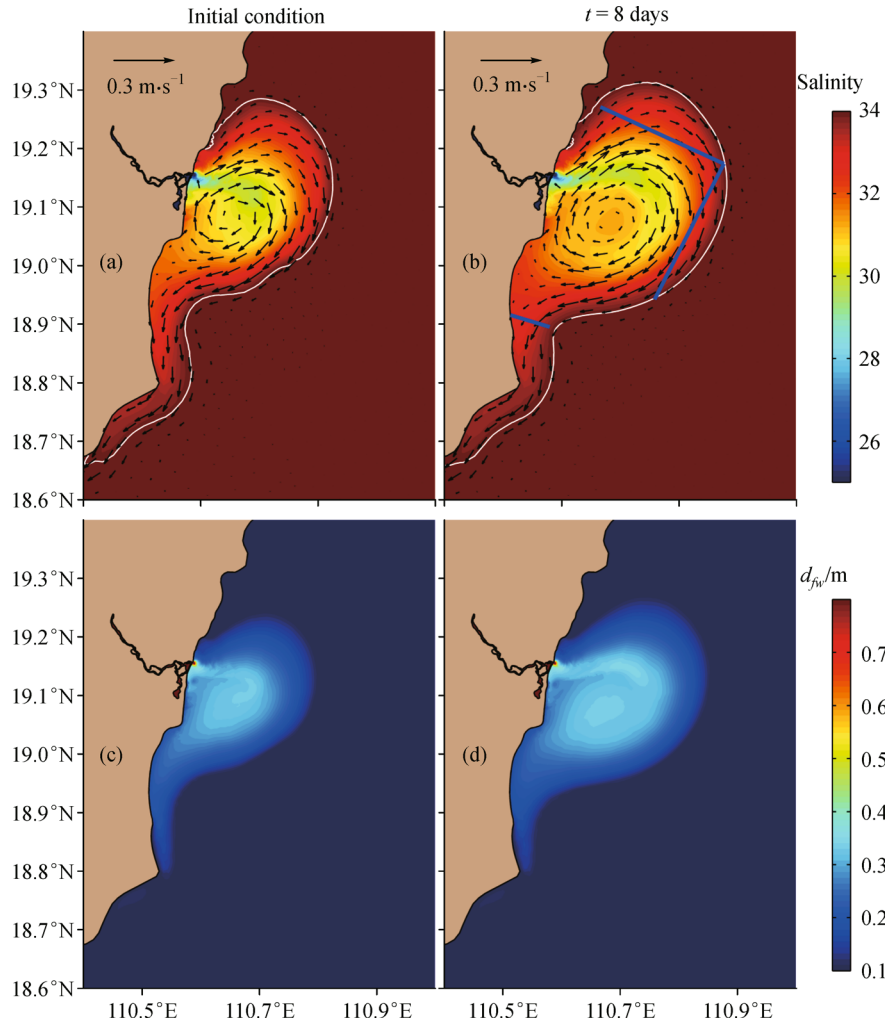 Initial condition
t = 8 days
0.3 m·s⁻¹
0.3 m·s⁻¹
Salinity
19.3°N
19.2°N
19.1°N
19.0°N
18.9°N
18.8°N
18.7°N
18.6°N
(a)
(b)
34
32
30
28
26
19.3°N
19.2°N
19.1°N
19.0°N
18.9°N
18.8°N
18.7°N
18.6°N
(c)
(d)
d_fw/m
0.7
0.6
0.5
0.4
0.3
0.2
0.1
110.5°E
110.7°E
110.9°E
110.5°E
110.7°E
110.9°E